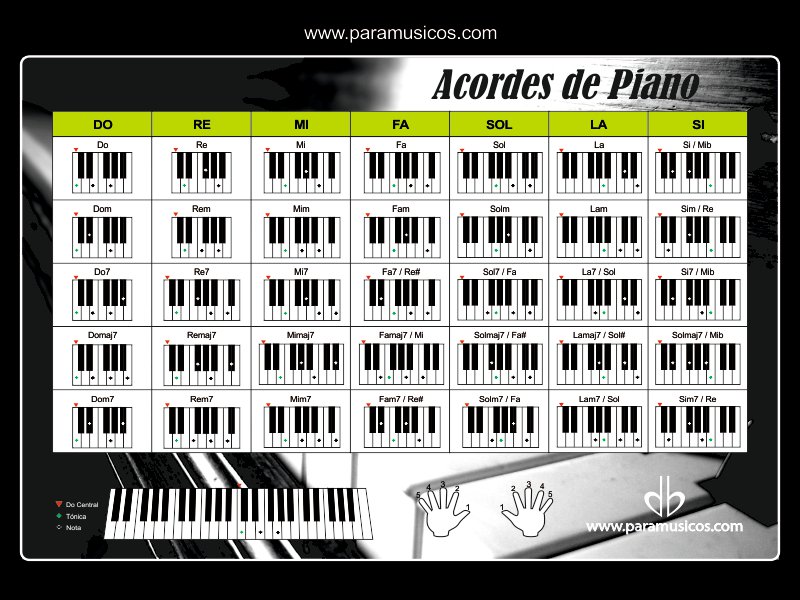 www.paramusicos.com
Acordes de Piano
DO RE MI FA SOL LA SI
Do Re Mi Fa Sol La Si / Mib
Dom Rem Mim Fam Solm Lam Sim / Re
Do7 Re7 Mi7 Fa7 / Re# Sol7 / Fa La7 / Sol Si7 / Mib
Domaj7 Remaj7 Mimaj7 Famaj7 / Mi Solmaj7 / Fa# Lamaj7 / Sol# Solmaj7 / Mib
Dom7 Rem7 Mim7 Fam7 / Re# Solm7 / Fa Lam7 / Sol Sim7 / Re
Do Central
Tónica
Nota
5 4 3 2 1
1 2 3 4 5
www.paramusicos.com